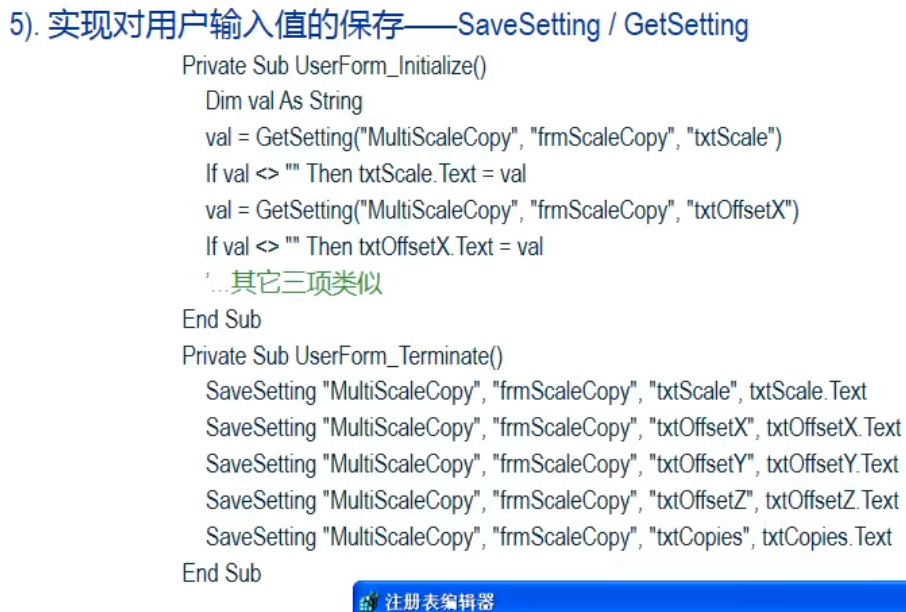 5). 实现对用户输入值的保存——SaveSetting / GetSetting
Private Sub UserForm_Initialize()
Dim val As String
val = GetSetting("MultiScaleCopy", "frmScaleCopy", "txtScale")
If val <> "" Then txtScale.Text = val
val = GetSetting("MultiScaleCopy", "frmScaleCopy", "txtOffsetX")
If val <> "" Then txtOffsetX.Text = val
'...其它三项类似
End Sub
Private Sub UserForm_Terminate()
SaveSetting "MultiScaleCopy", "frmScaleCopy", "txtScale", txtScale.Text
SaveSetting "MultiScaleCopy", "frmScaleCopy", "txtOffsetX", txtOffsetX.Text
SaveSetting "MultiScaleCopy", "frmScaleCopy", "txtOffsetY", txtOffsetY.Text
SaveSetting "MultiScaleCopy", "frmScaleCopy", "txtOffsetZ", txtOffsetZ.Text
SaveSetting "MultiScaleCopy", "frmScaleCopy", "txtCopies", txtCopies.Text
End Sub
注册表编辑器